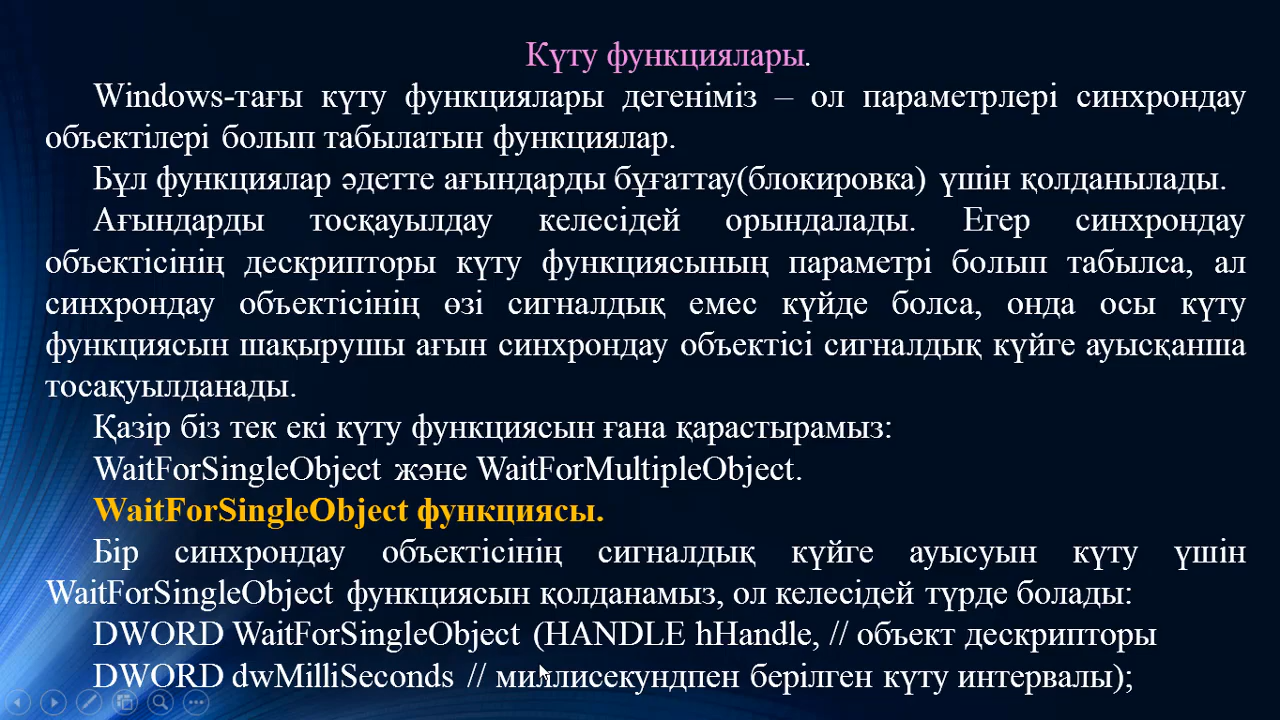 Күту функциялары.
Windows-тағы күту функциялары дегеніміз – ол параметрлері синхрондау
объектілері болып табылатын функциялар.
Бұл функциялар әдетте ағындарды бұғаттау(блокировка) үшін қолданылады.
Ағындарды тосқауылдау келесідей орындалады. Егер синхрондау
объектісінің дескрипторы күту функциясының параметрі болып табылса, ал
синхрондау объектісінің өзі сигналдық емес күйде болса, онда осы күту
функциясын шақырушы ағын синхрондау объектісі сигналдық күйге ауысқанша
тосақуылданады.
Қазір біз тек екі күту функциясын ғана қарастырамыз:
WaitForSingleObject және WaitForMultipleObject.
WaitForSingleObject функциясы.
Бір синхрондау объектісінің сигналдық күйге ауысуын күту үшін
WaitForSingleObject функциясын қолданамыз, ол келесідей түрде болады:
DWORD WaitForSingleObject (HANDLE hHandle, // объект дескрипторы
DWORD dwMilliSeconds // миллисекундпен берілген күту интервалы);